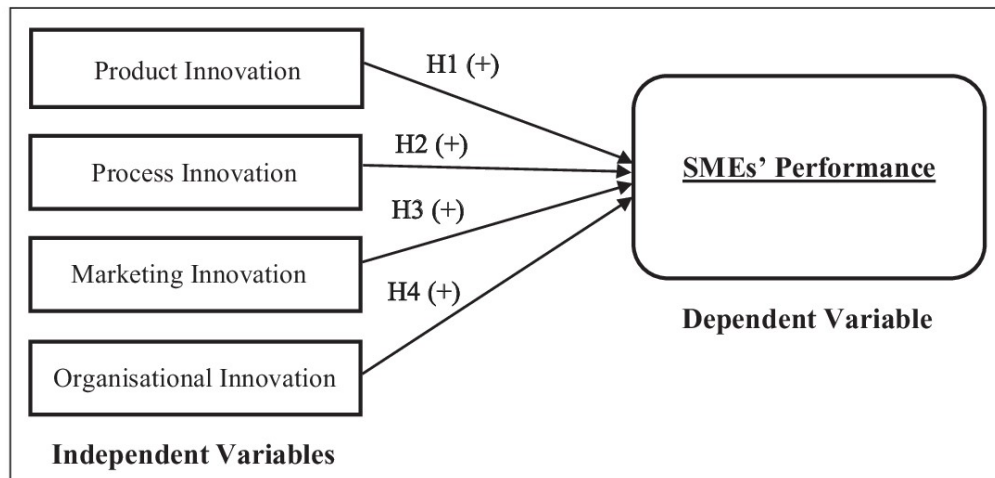 Product Innovation
H1 (+)
Process Innovation
H2 (+)
SMEs’ Performance
H3 (+)
Marketing Innovation
H4 (+)
Dependent Variable
Organisational Innovation
Independent Variables